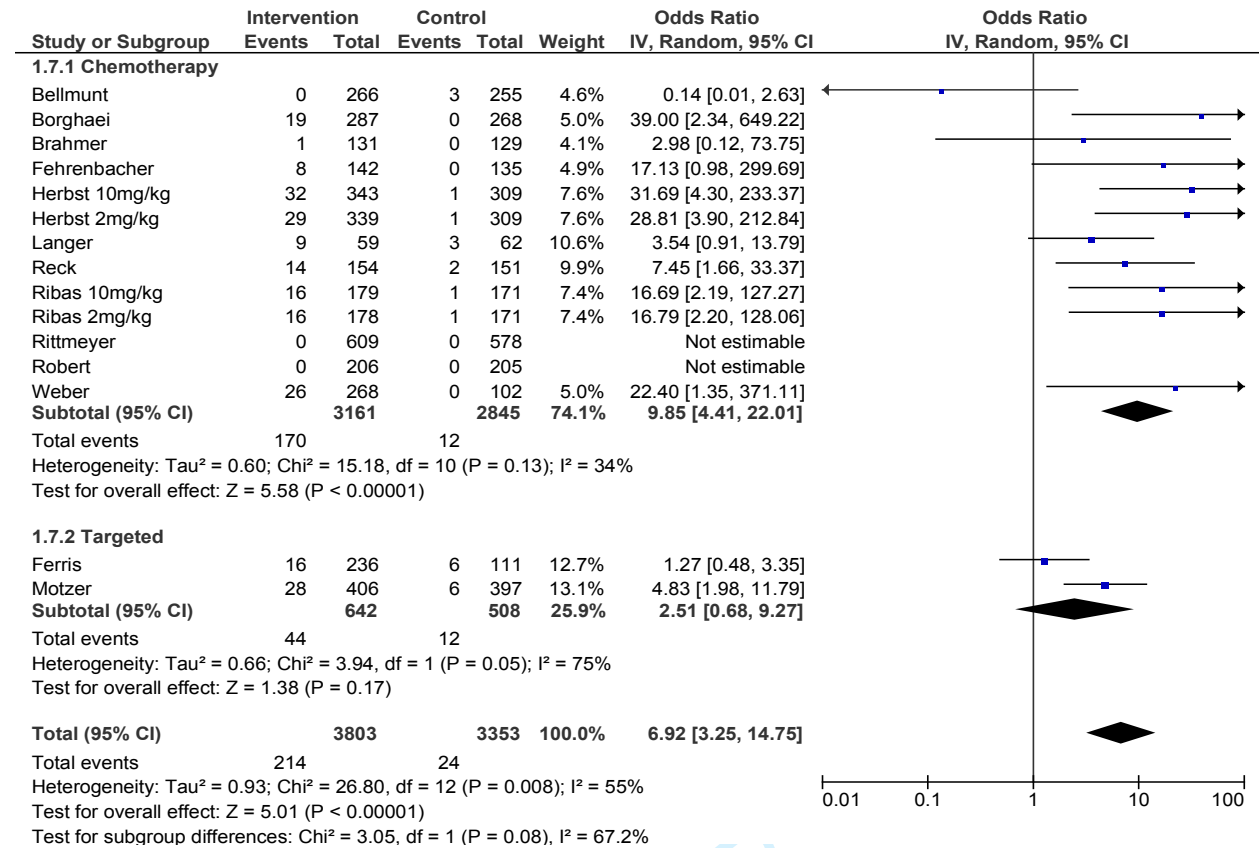 Intervention Control Odds Ratio Odds Ratio
Study or Subgroup Events Total Events Total Weight IV, Random, 95% CI IV, Random, 95% CI
1.7.1 Chemotherapy
Bellmunt 0 266 3 255 4.6% 0.14 [0.01, 2.63]
Borghaei 19 287 0 268 5.0% 39.00 [2.34, 649.22]
Brahmer 1 131 0 129 4.1% 2.98 [0.12, 73.75]
Fehrenbacher 8 142 0 135 4.9% 17.13 [0.98, 299.69]
Herbst 10mg/kg 32 343 1 309 7.6% 31.69 [4.30, 233.37]
Herbst 2mg/kg 29 339 1 309 7.6% 28.81 [3.90, 212.84]
Langer 9 59 3 62 10.6% 3.54 [0.91, 13.79]
Reck 14 154 2 151 9.9% 7.45 [1.66, 33.37]
Ribas 10mg/kg 16 179 1 171 7.4% 16.69 [2.19, 127.27]
Ribas 2mg/kg 16 178 1 171 7.4% 16.79 [2.20, 128.06]
Rittmeyer 0 609 0 578 Not estimable
Robert 0 206 0 205 Not estimable
Weber 26 268 0 102 5.0% 22.40 [1.35, 371.11]
Subtotal (95% CI) 3161 2845 74.1% 9.85 [4.41, 22.01]
Total events 170 12
Heterogeneity: Tau² = 0.60; Chi² = 15.18, df = 10 (P = 0.13); I² = 34%
Test for overall effect: Z = 5.58 (P < 0.00001)
1.7.2 Targeted
Ferris 16 236 6 111 12.7% 1.27 [0.48, 3.35]
Motzer 28 406 6 397 13.1% 4.83 [1.98, 11.79]
Subtotal (95% CI) 642 508 25.9% 2.51 [0.68, 9.27]
Total events 44 12
Heterogeneity: Tau² = 0.66; Chi² = 3.94, df = 1 (P = 0.05); I² = 75%
Test for overall effect: Z = 1.38 (P = 0.17)
Total (95% CI) 3803 3353 100.0% 6.92 [3.25, 14.75]
Total events 214 24
Heterogeneity: Tau² = 0.93; Chi² = 26.80, df = 12 (P = 0.008); I² = 55%
Test for overall effect: Z = 5.01 (P < 0.00001)
Test for subgroup differences: Chi² = 3.05, df = 1 (P = 0.08), I² = 67.2%
0.01 0.1 1 10 100